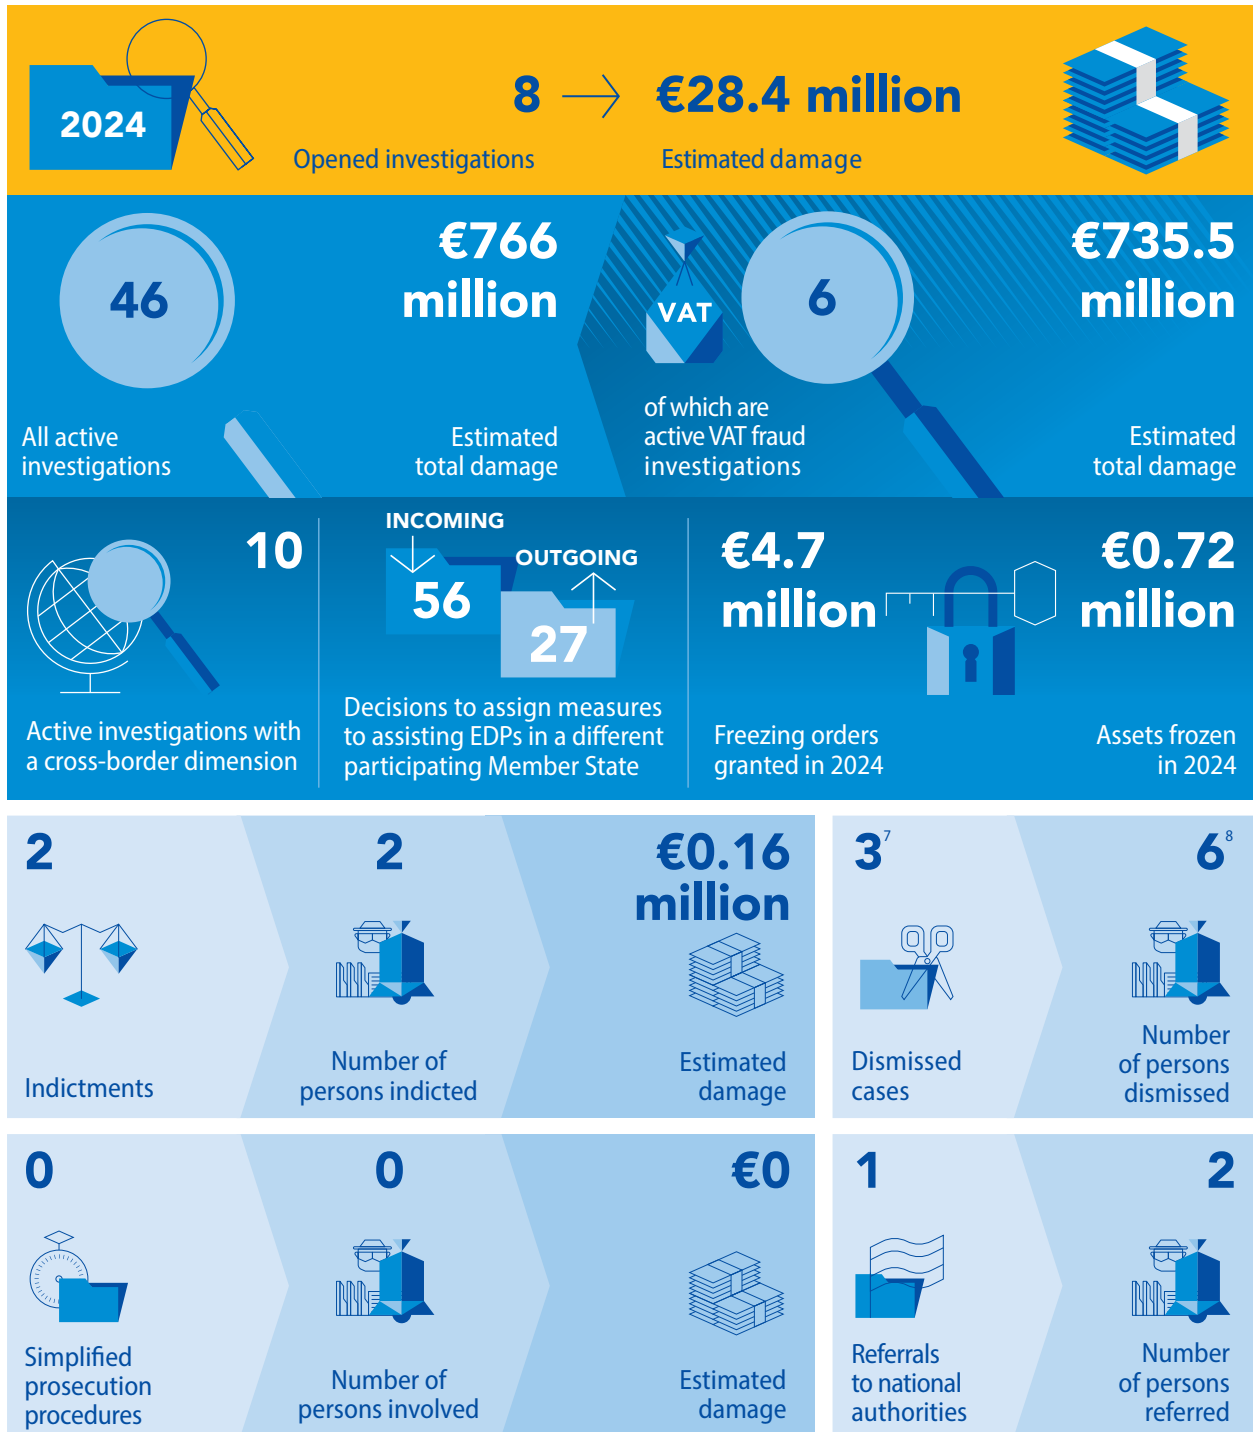 2024
8
€28.4 million
Opened investigations
Estimated damage
46
€766
million
All active
investigations
Estimated
total damage
VAT
6
€735.5
million
of which are
active VAT fraud
investigations
Estimated
total damage
10
Active investigations with
a cross-border dimension
INCOMING
56
OUTGOING
27
Decisions to assign measures
to assisting EDPs in a different
participating Member State
€4.7
million
Freezing orders
granted in 2024
€0.72
million
Assets frozen
in 2024
2
Indictments
2
Number of
persons indicted
€0.16
million
Estimated
damage
3⁷
Dismissed
cases
6⁸
Number
of persons
dismissed
0
Simplified
prosecution
procedures
0
Number of
persons involved
€0
Estimated
damage
1
Referrals
to national
authorities
2
Number
of persons
referred